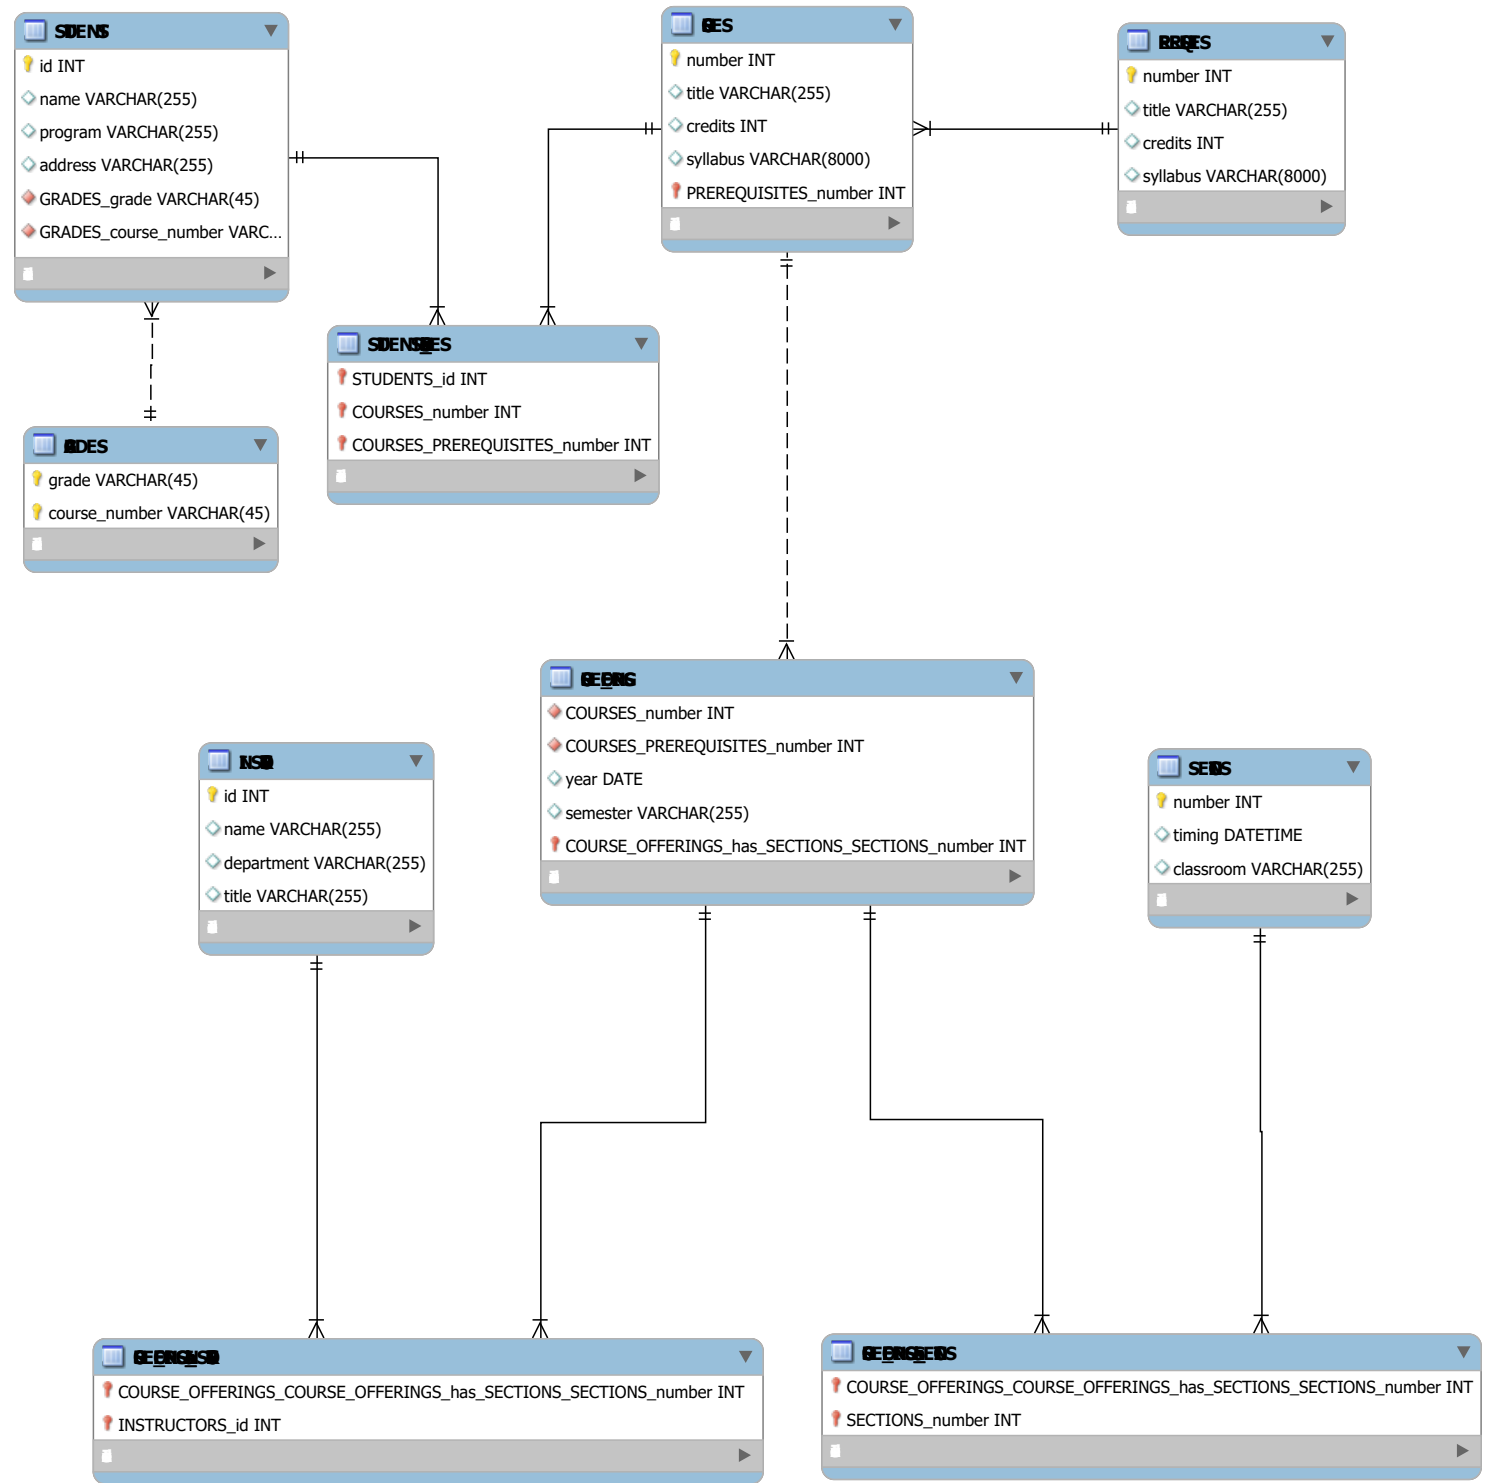 id INT
name VARCHAR(255)
program VARCHAR(255)
address VARCHAR(255)
GRADES_grade VARCHAR(45)
GRADES_course_number VARC...
number INT
title VARCHAR(255)
credits INT
syllabus VARCHAR(8000)
PREREQUISITES_number INT
number INT
title VARCHAR(255)
credits INT
syllabus VARCHAR(8000)
STUDENTS_id INT
COURSES_number INT
COURSES_PREREQUISITES_number INT
grade VARCHAR(45)
course_number VARCHAR(45)
COURSES_number INT
COURSES_PREREQUISITES_number INT
year DATE
semester VARCHAR(255)
COURSE_OFFERINGS_has_SECTIONS_SECTIONS_number INT
id INT
name VARCHAR(255)
department VARCHAR(255)
title VARCHAR(255)
number INT
timing DATETIME
classroom VARCHAR(255)
COURSE_OFFERINGS_COURSE_OFFERINGS_has_SECTIONS_SECTIONS_number INT
INSTRUCTORS_id INT
COURSE_OFFERINGS_COURSE_OFFERINGS_has_SECTIONS_SECTIONS_number INT
SECTIONS_number INT